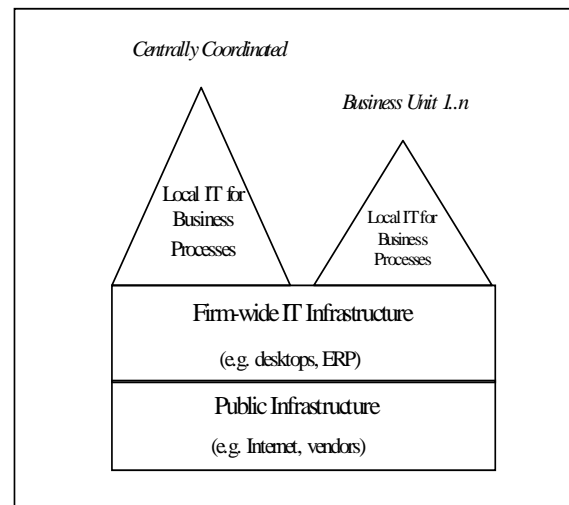 Centrally Coordinated
Business Unit 1..n
Local IT for
Business
Processes
Local IT for
Business
Processes
Firm-wide IT Infrastructure
(e.g. desktops, ERP)
Public Infrastructure
(e.g. Internet, vendors)